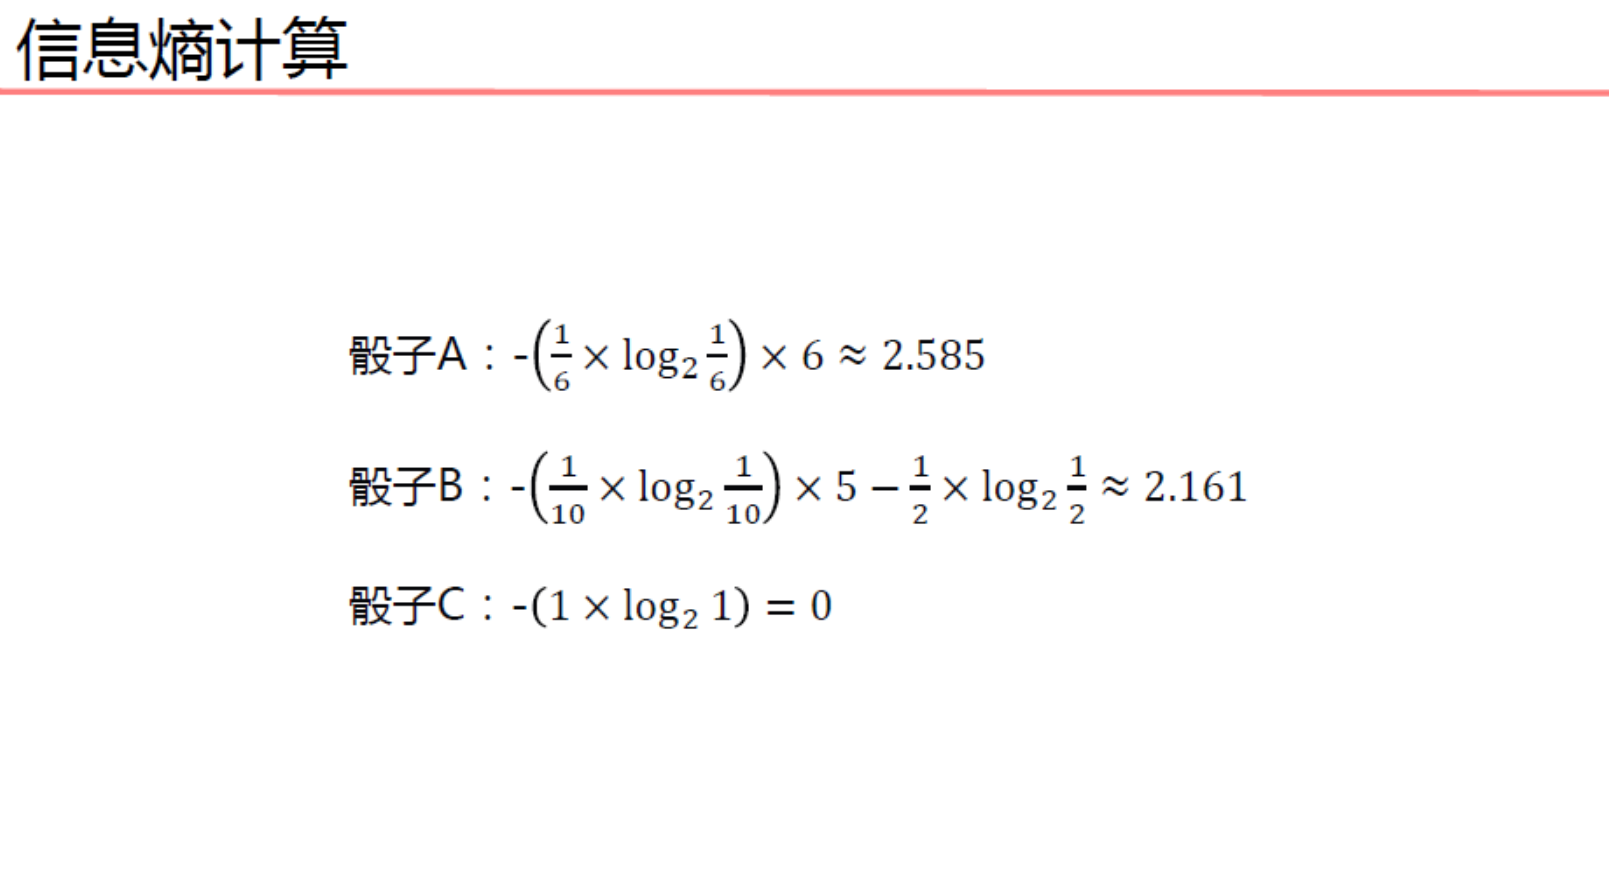 信息熵计算
骰子A：-(1/6 × log₂ 1/6) × 6 ≈ 2.585
骰子B：-(1/10 × log₂ 1/10) × 5 − 1/2 × log₂ 1/2 ≈ 2.161
骰子C：-(1 × log₂ 1) = 0